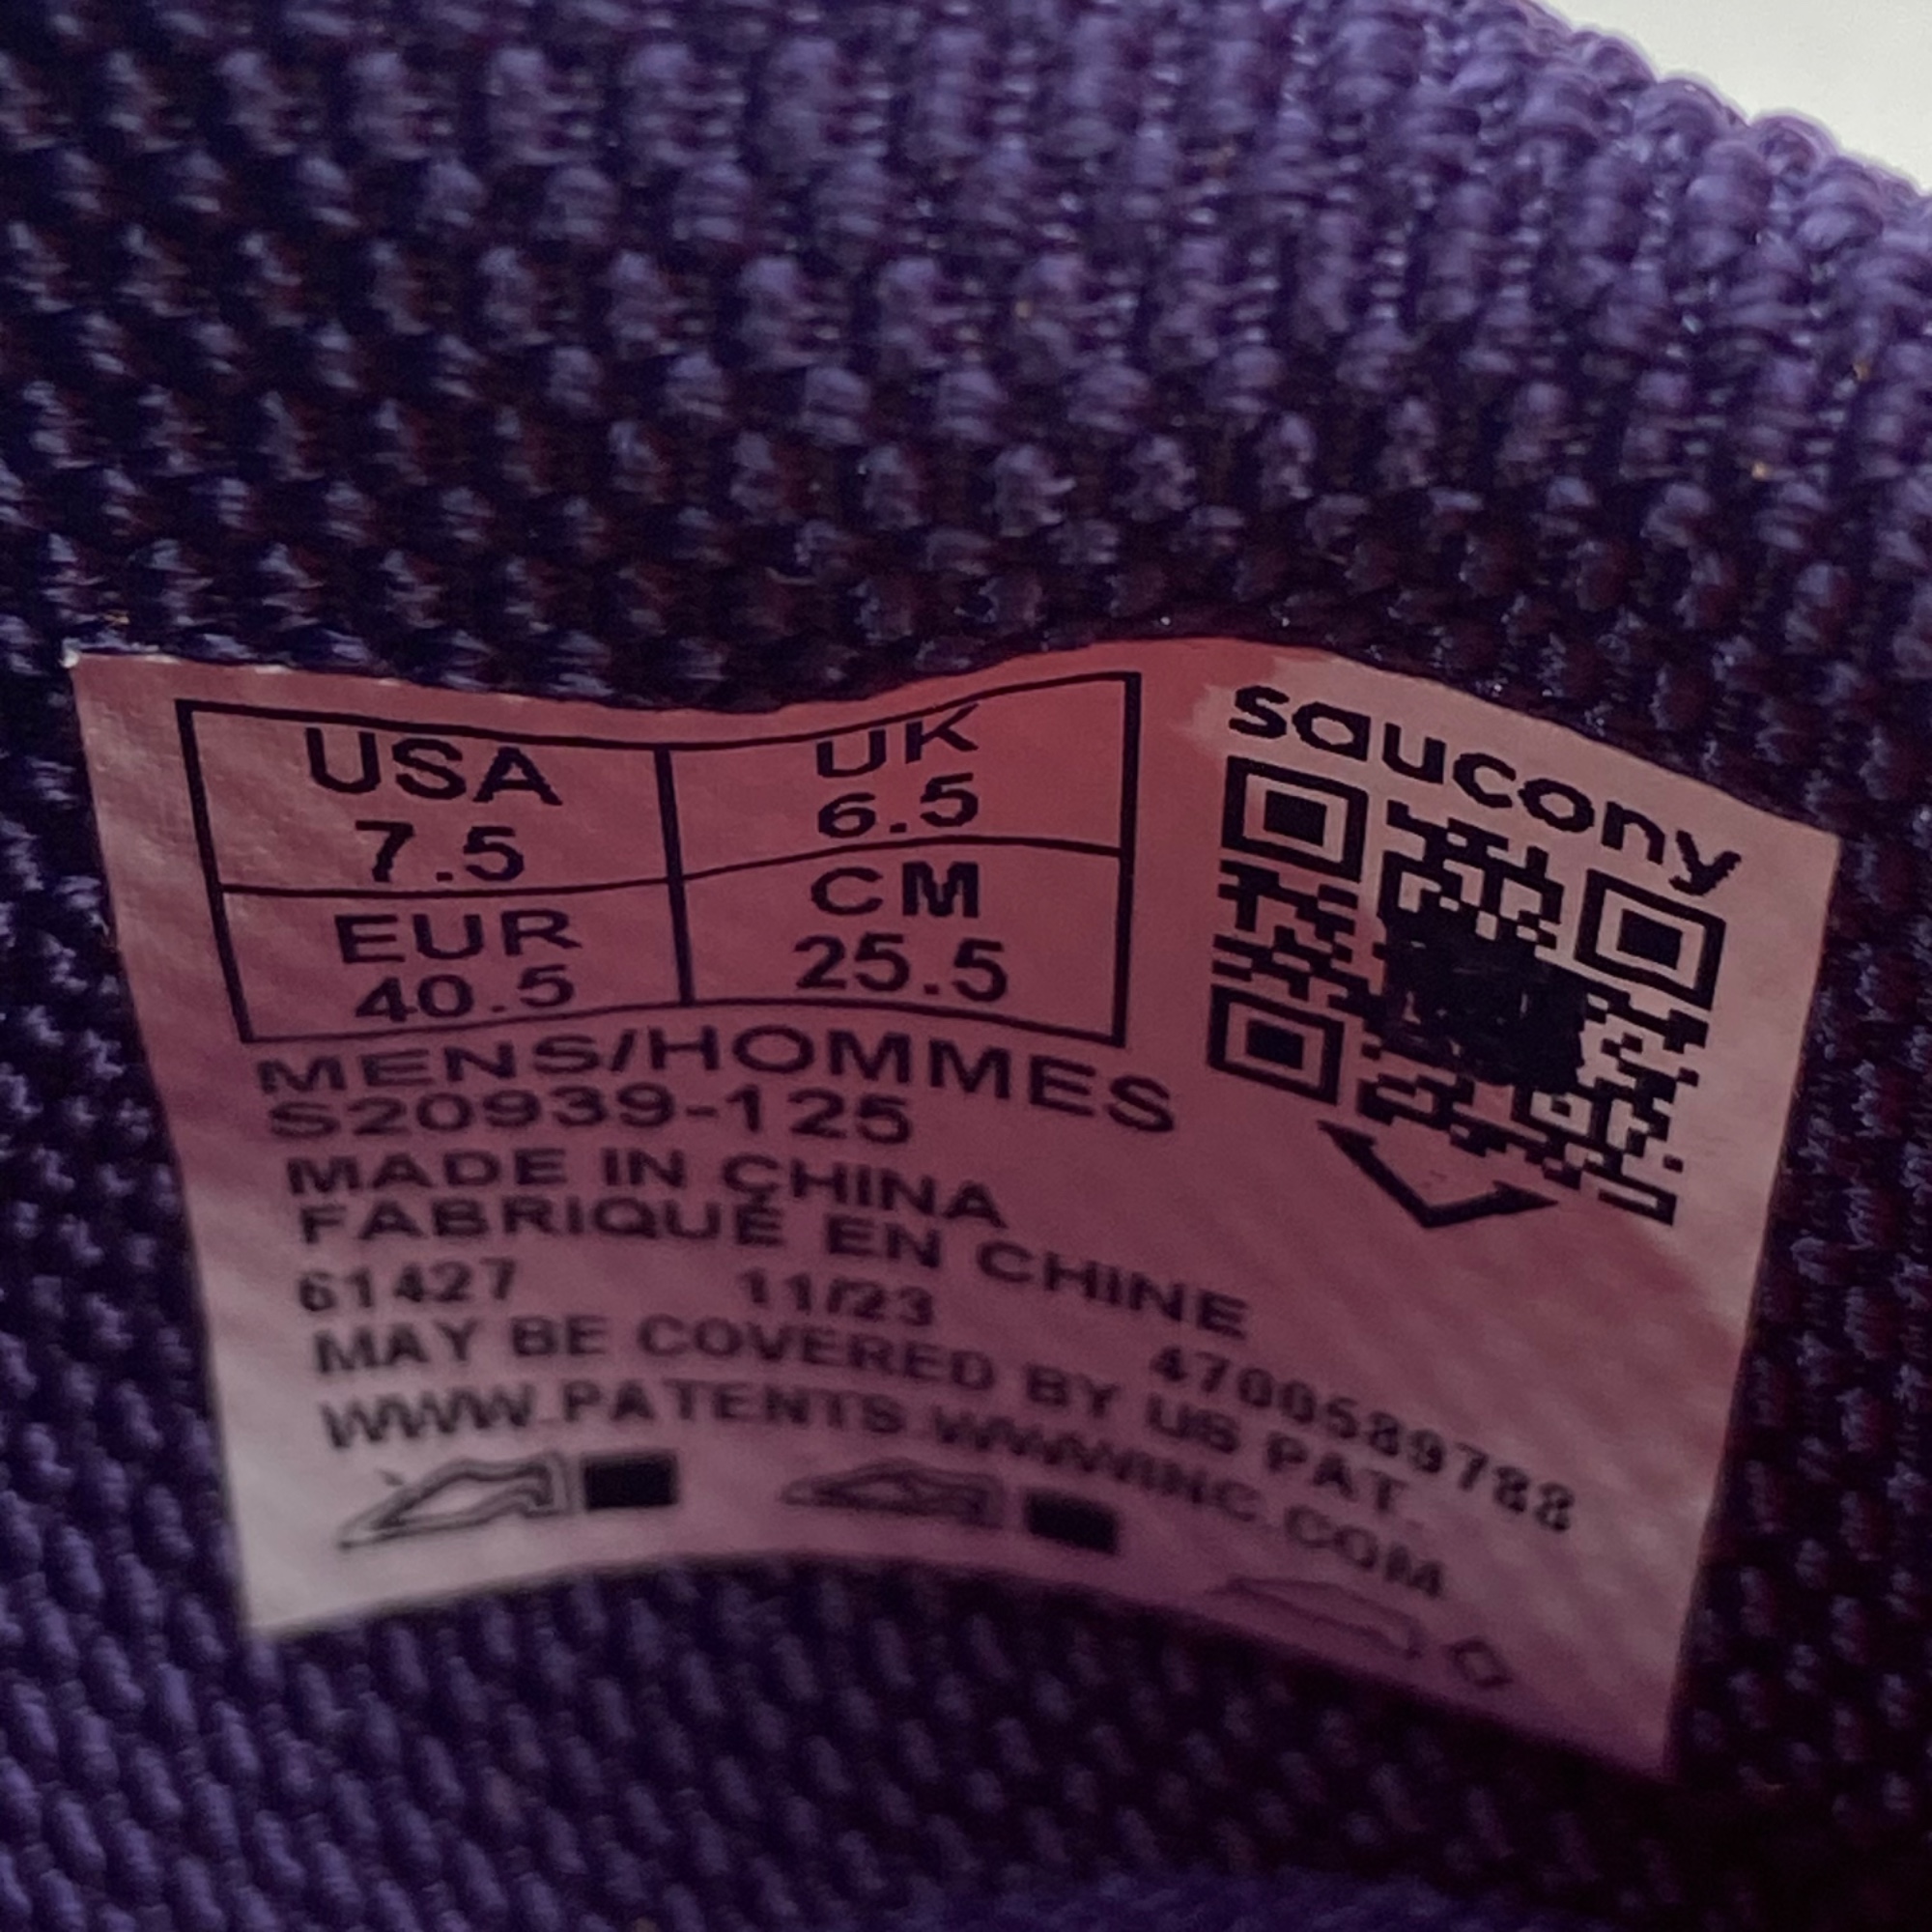 USA
7.5
UK
6.5
EUR
40.5
CM
25.5
saucony
MENS/HOMMES
S20939-125
MADE IN CHINA
FABRIQUÉ EN CHINE
61427 11/23 4700589788
MAY BE COVERED BY US PAT.
WWW.PATENTS.WWWINC.COM